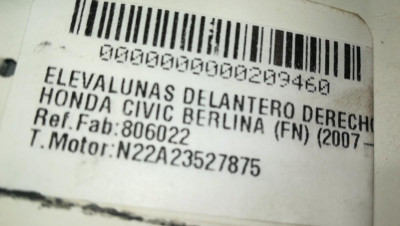 0000000000209460
ELEVALUNAS DELANTERO DERECHO
HONDA CIVIC BERLINA (FN) (2007
Ref.Fab:806022
T.Motor:N22A23527875